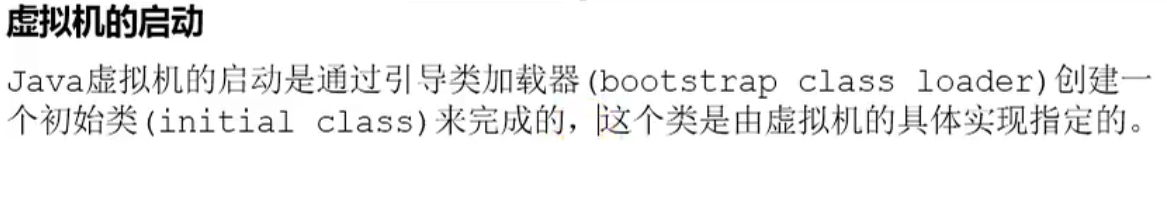 虚拟机的启动
Java虚拟机的启动是通过引导类加载器(bootstrap class loader)创建一
个初始类(initial class)来完成的，这个类是由虚拟机的具体实现指定的。